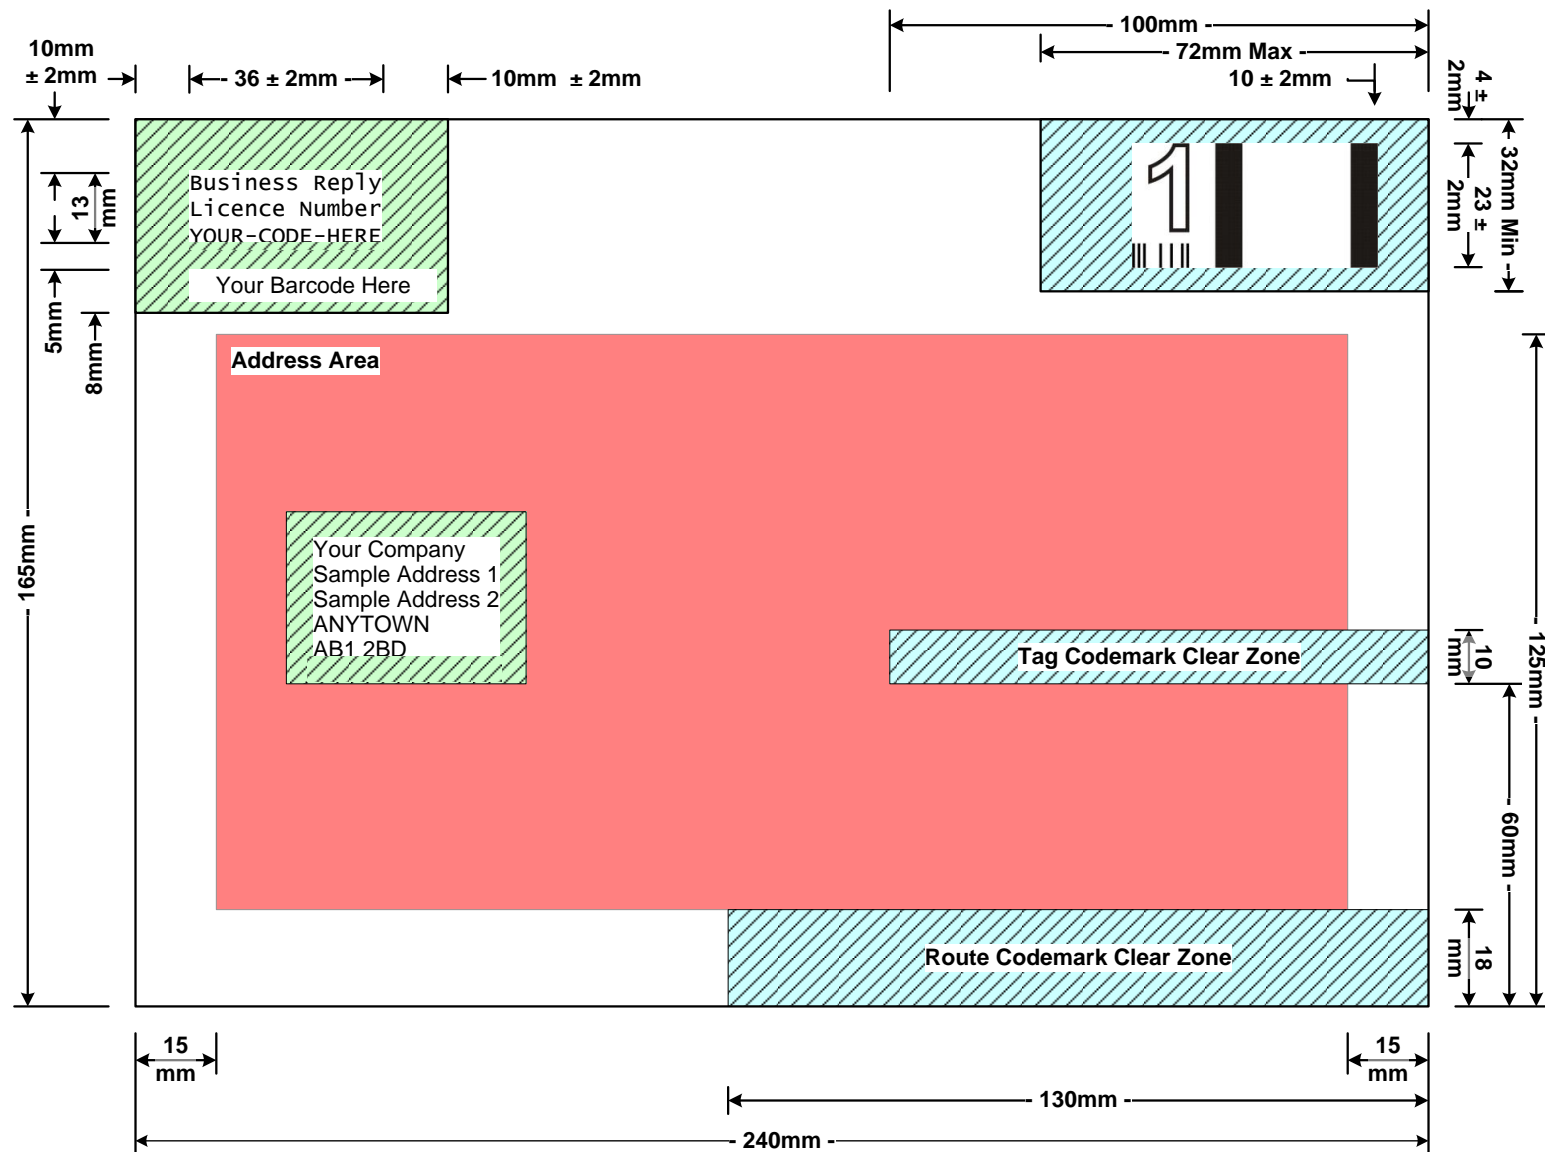 - 100mm -
10mm
± 2mm
- 36 ± 2mm -
10mm ± 2mm
- 72mm Max -
10 ± 2mm
4 ±
2mm
32mm Min -
23 ±
2mm
1
Business Reply
Licence Number
YOUR-CODE-HERE
Your Barcode Here
13
mm
5mm
8mm
Address Area
- 165mm -
Your Company
Sample Address 1
Sample Address 2
ANYTOWN
AB1 2BD
Tag Codemark Clear Zone
10
mm
- 125mm -
- 60mm -
Route Codemark Clear Zone
18
mm
15
mm
15
mm
- 130mm -
- 240mm -